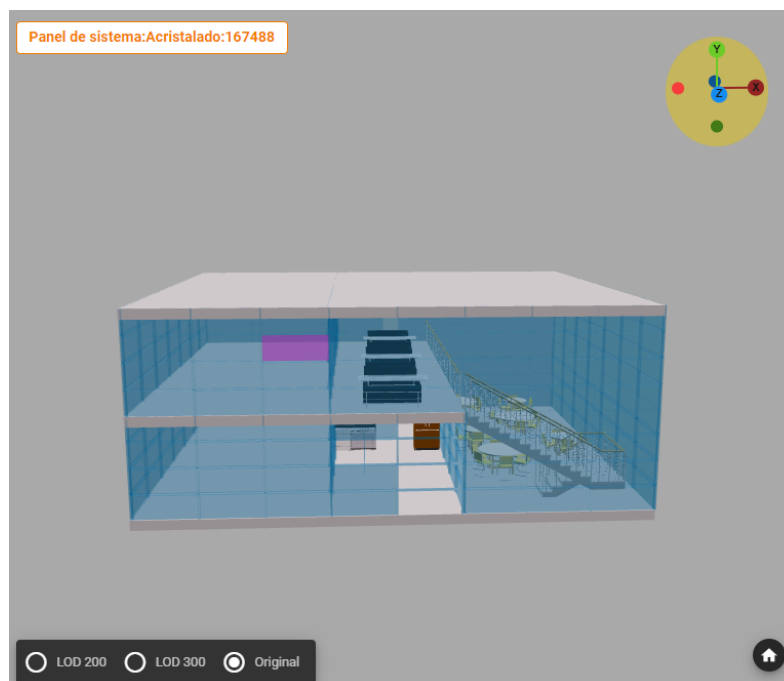 Panel de sistema:Acristalado:167488
Y
Z
X
LOD 200
LOD 300
Original